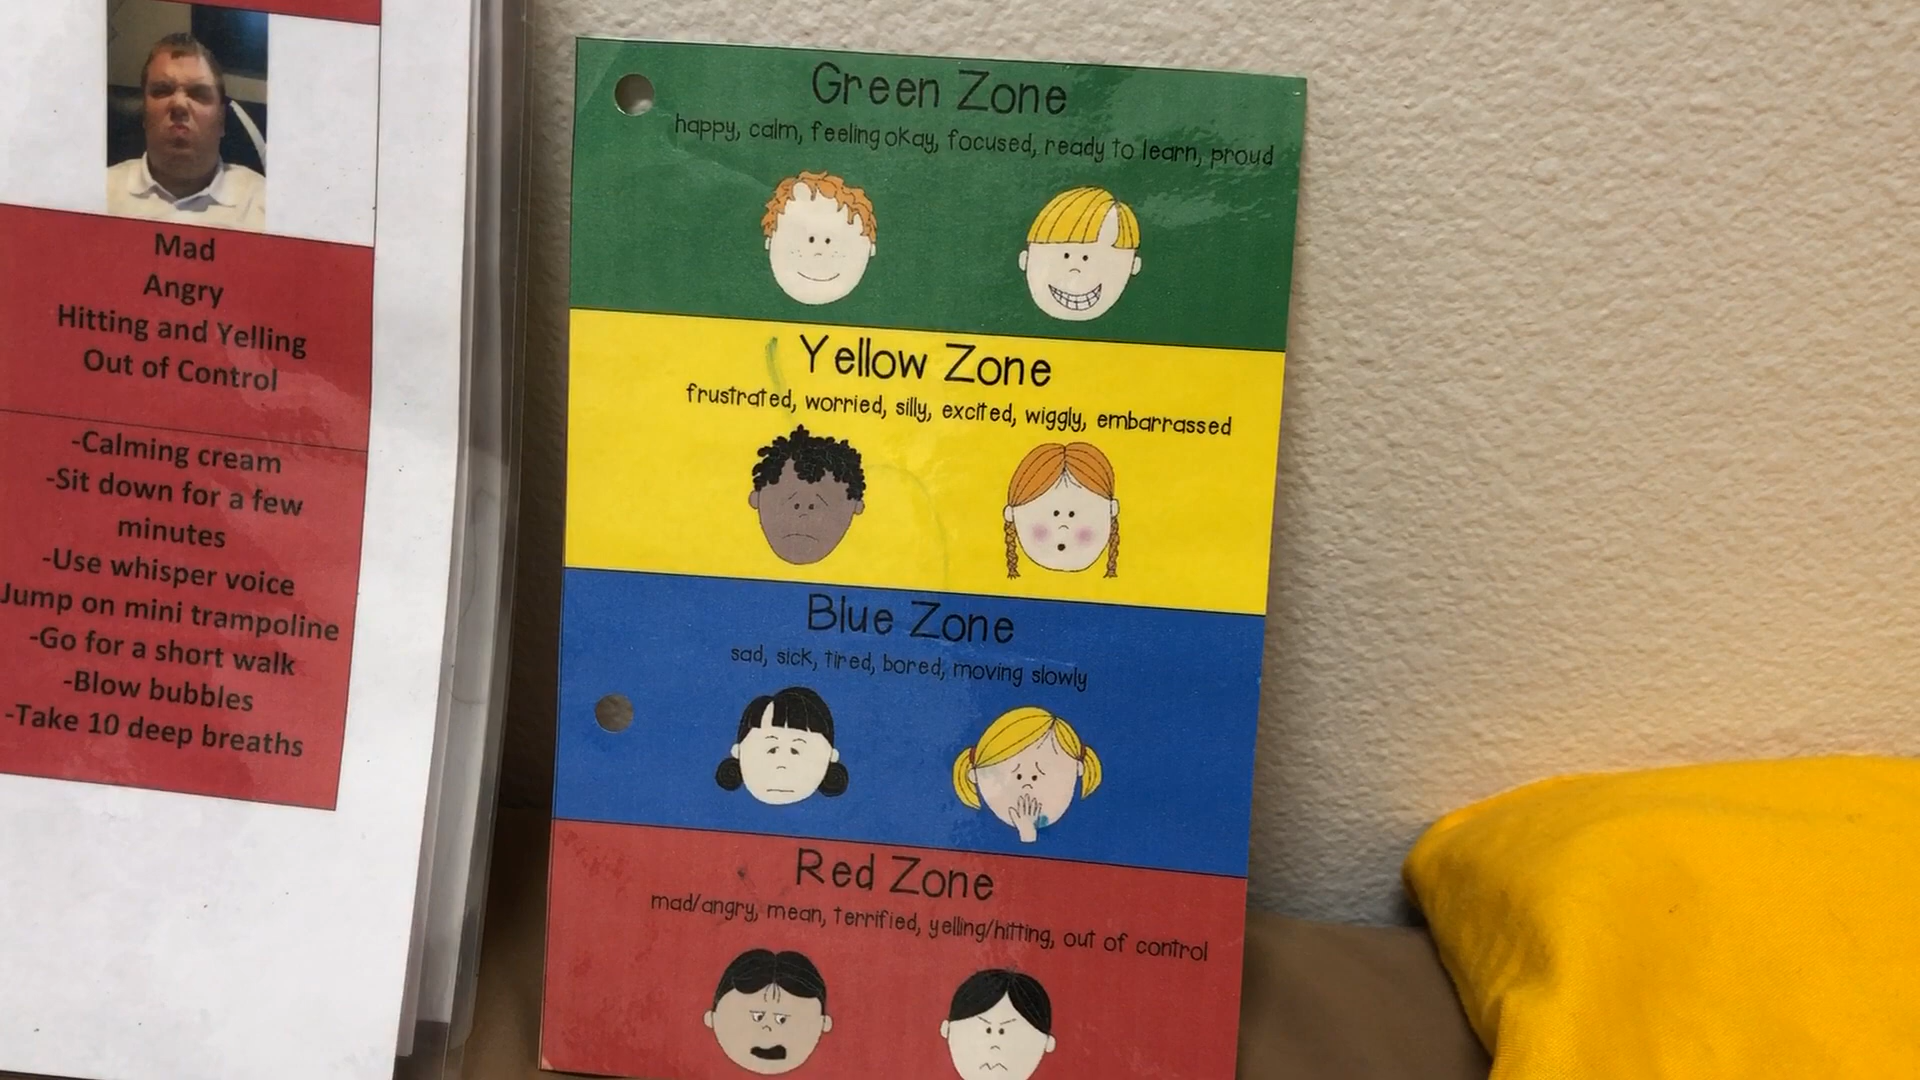 Mad
Angry
Hitting and Yelling
Out of Control
-Calming cream
-Sit down for a few
minutes
-Use whisper voice
Jump on mini trampoline
-Go for a short walk
-Blow bubbles
-Take 10 deep breaths
Green Zone
happy, calm, feeling okay, focused, ready to learn, proud
Yellow Zone
frustrated, worried, silly, excited, wiggly, embarrassed
Blue Zone
sad, sick, tired, bored, moving slowly
Red Zone
mad/angry, mean, terrified, yelling/hitting, out of control